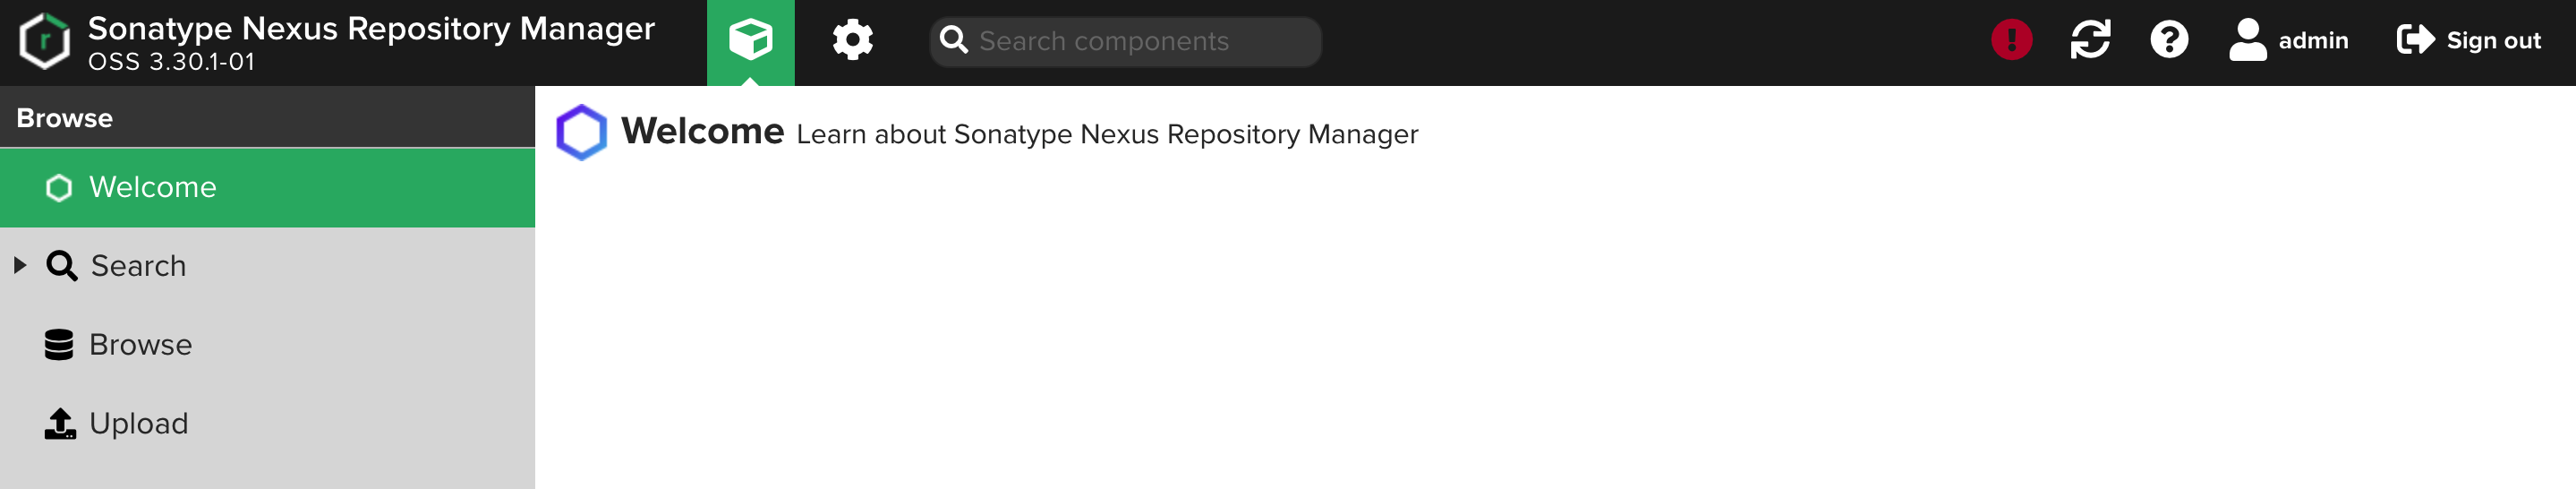 Sonatype Nexus Repository Manager
OSS 3.30.1-01
Search components
admin
Sign out
Browse
Welcome
Search
Browse
Upload
Welcome Learn about Sonatype Nexus Repository Manager